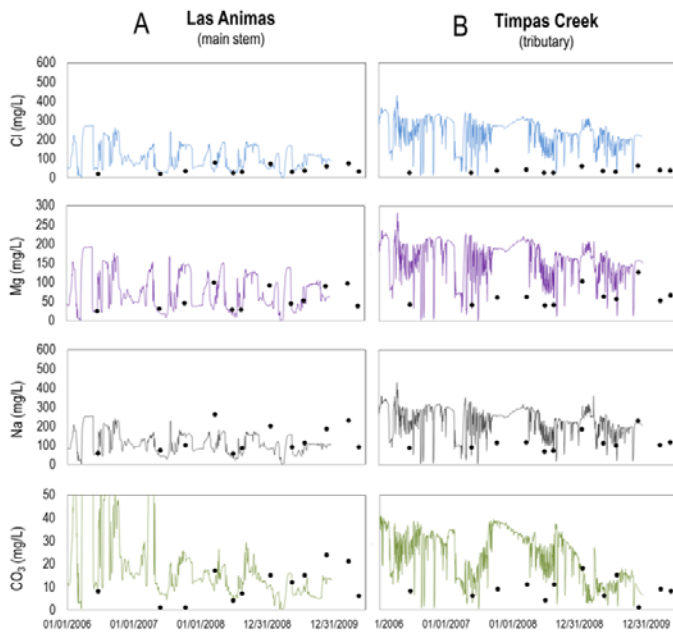 A
Las Animas
(main stem)
B
Timpas Creek
(tributary)
Cl (mg/L)
600
500
400
300
200
100
0
Mg (mg/L)
300
250
200
150
100
50
0
Na (mg/L)
600
500
400
300
200
100
0
CO₃ (mg/L)
50
40
30
20
10
0
01/01/2006 01/01/2007 01/01/2008 12/31/2008 12/31/2009
1/2006 01/01/2007 01/01/2008 12/31/2008 12/31/2009